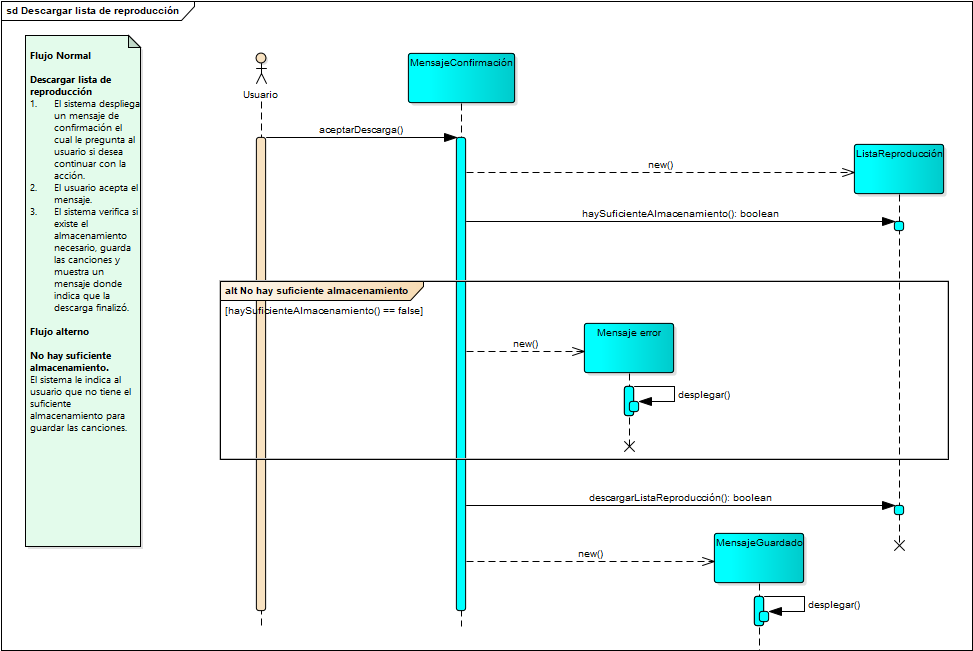 sd Descargar lista de reproducción
Flujo Normal
Descargar lista de
reproducción
1. El sistema despliega
un mensaje de
confirmación el
cual le pregunta al
usuario si desea
continuar con la
acción.
2. El usuario acepta el
mensaje.
3. El sistema verifica si
existe el
almacenamiento
necesario, guarda
las canciones y
muestra un
mensaje donde
indica que la
descarga finalizó.
Flujo alterno
No hay suficiente
almacenamiento.
El sistema le indica al
usuario que no tiene el
suficiente
almacenamiento para
guardar las canciones.
Usuario
MensajeConfirmación
aceptarDescarga()
new()
ListaReproducción
haySuficienteAlmacenamiento(): boolean
alt No hay suficiente almacenamiento
[haySuficienteAlmacenamiento() == false]
new()
Mensaje error
desplegar()
descargarListaReproducción(): boolean
new()
MensajeGuardado
desplegar()